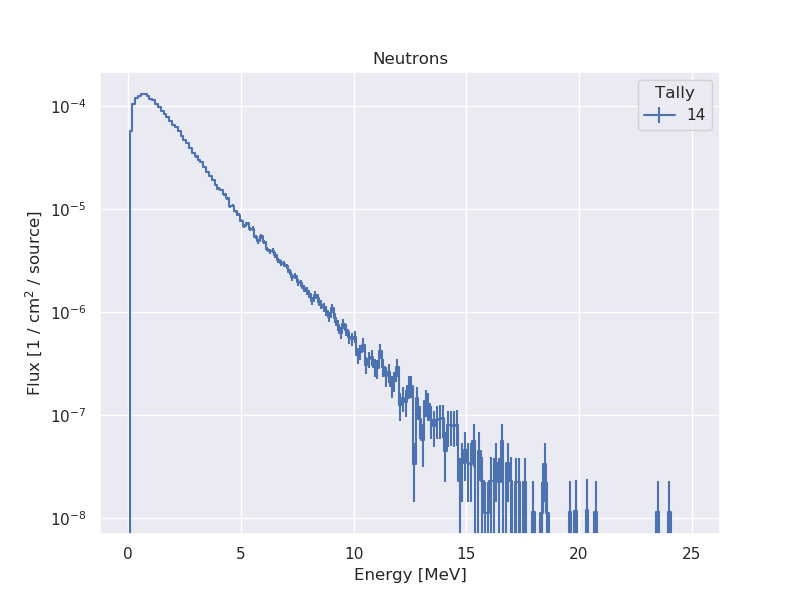 Neutrons
Tally
14
10⁻⁴
10⁻⁵
10⁻⁶
10⁻⁷
10⁻⁸
Flux [1 / cm² / source]
0 5 10 15 20 25
Energy [MeV]